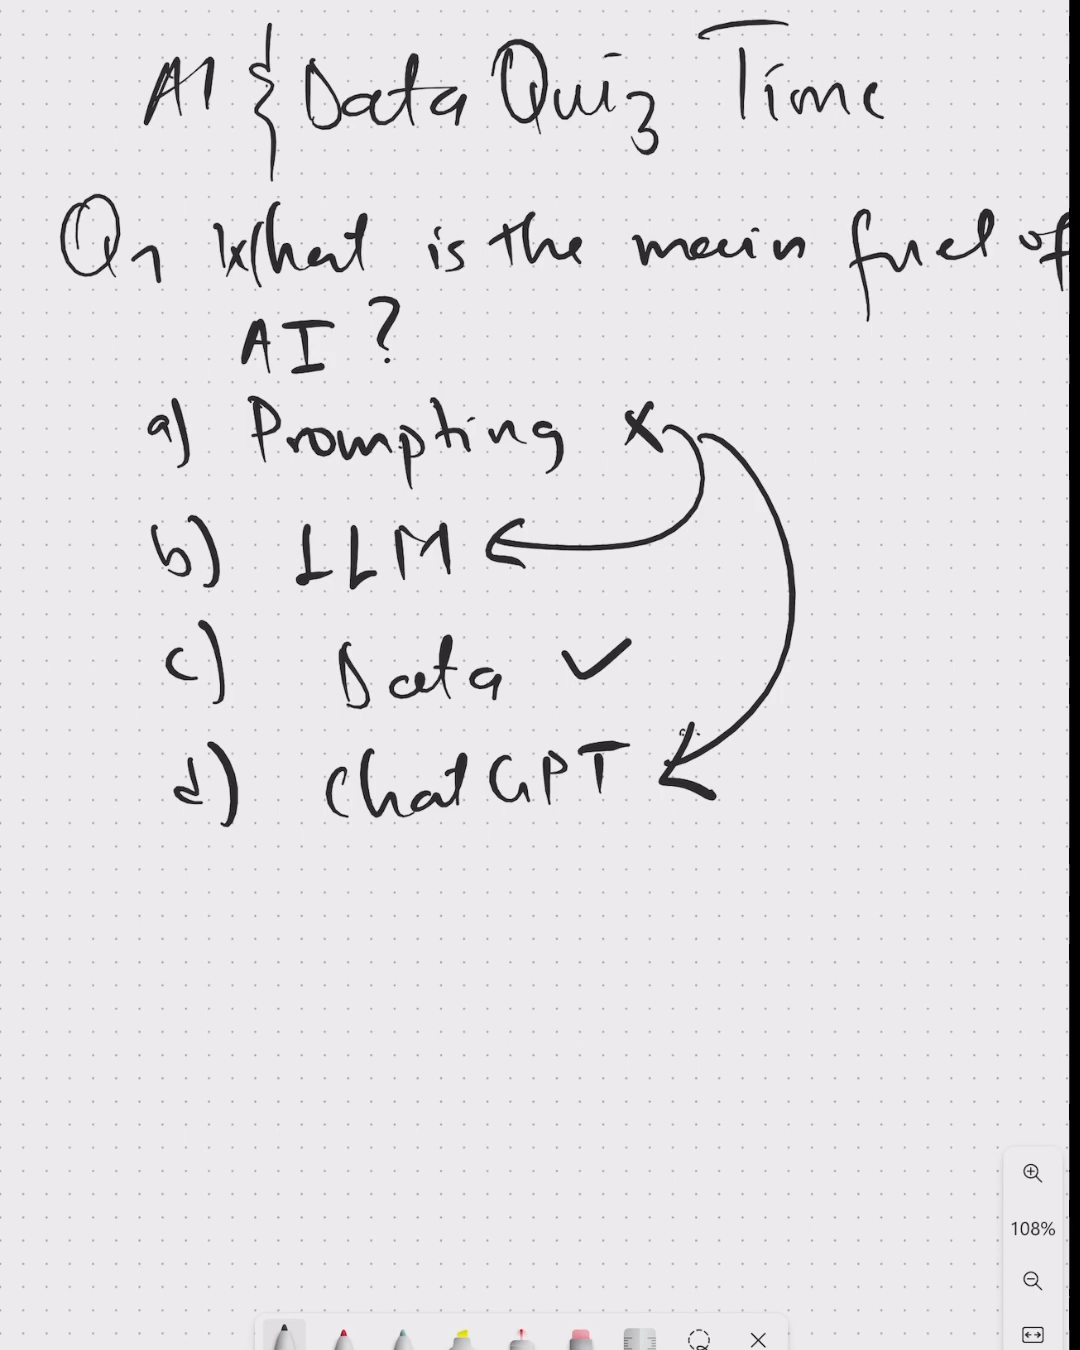 AI & Data Quiz Time
Q1 What is the main fuel of
AI ?
a) Prompting x
b) LLM
c) Data ✓
d) ChatGPT
108%